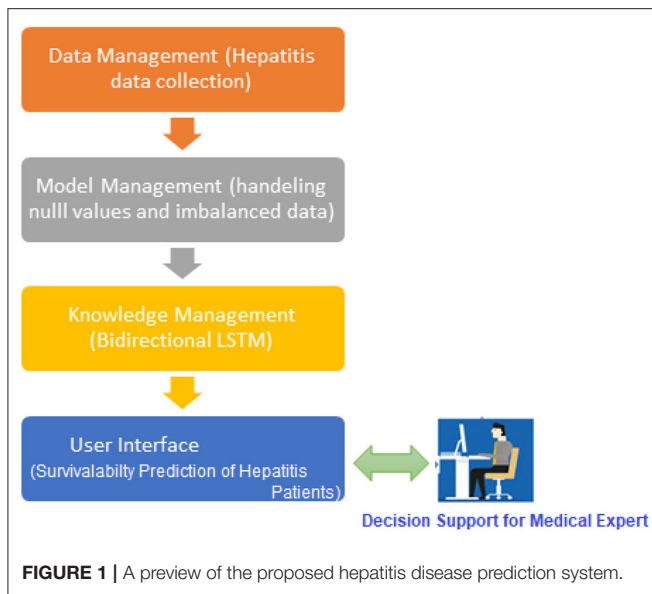 Data Management (Hepatitis
data collection)
Model Management (handeling
nulll values and imbalanced data)
Knowledge Management
(Bidirectional LSTM)
User Interface
(Survivalabilty Prediction of Hepatitis
Patients)
Decision Support for Medical Expert
FIGURE 1 | A preview of the proposed hepatitis disease prediction system.